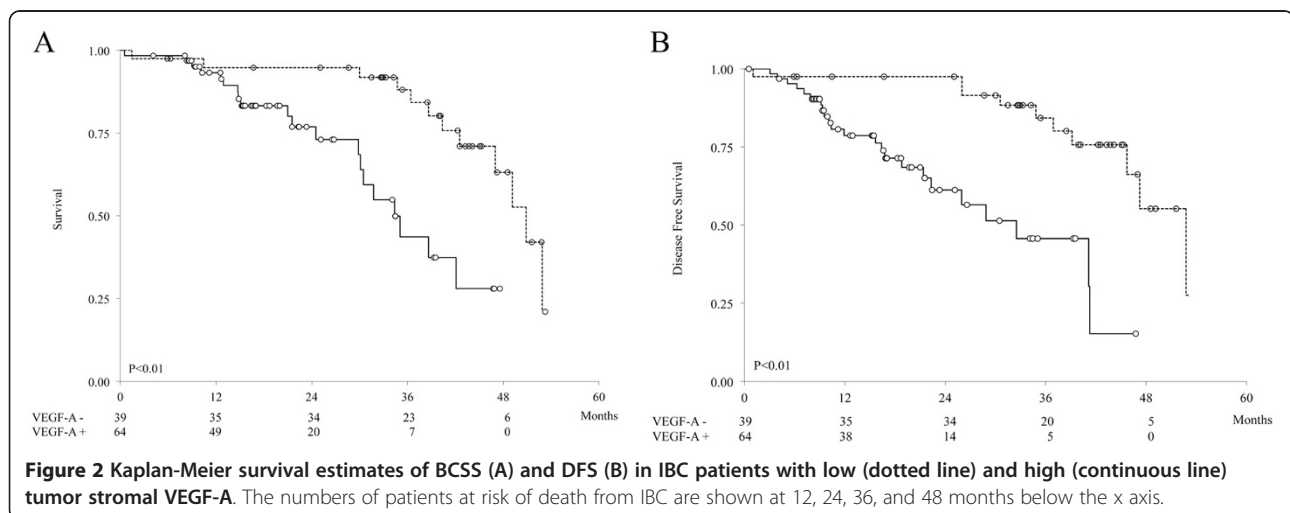 A
1.00
0.75
0.50
0.25
0.00
Survival
P<0.01
0 12 24 36 48 60
Months
VEGF-A - 39 35 34 23 6
VEGF-A + 64 49 20 7 0
B
1.00
0.75
0.50
0.25
0.00
Disease Free Survival
P<0.01
0 12 24 36 48 60
Months
VEGF-A - 39 35 34 20 5
VEGF-A + 64 38 14 5 0
Figure 2 Kaplan-Meier survival estimates of BCSS (A) and DFS (B) in IBC patients with low (dotted line) and high (continuous line)
tumor stromal VEGF-A. The numbers of patients at risk of death from IBC are shown at 12, 24, 36, and 48 months below the x axis.